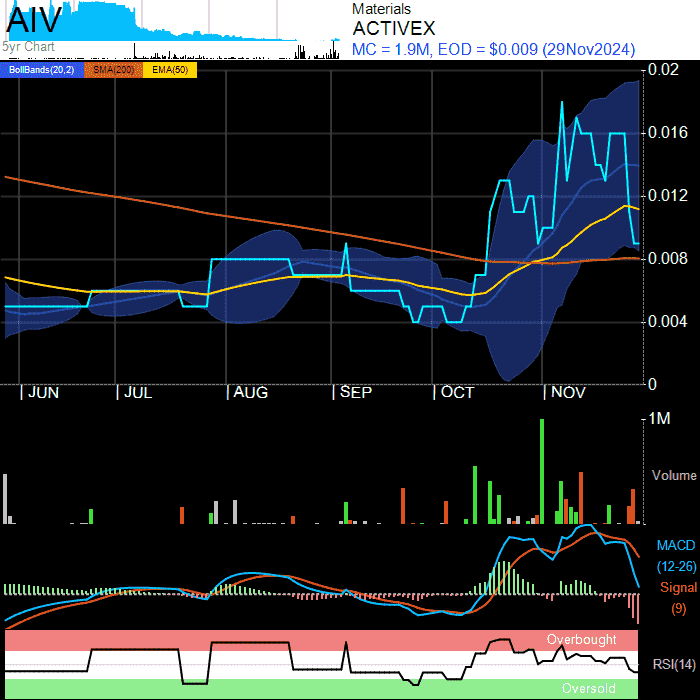 AIV
5yr Chart
Materials
ACTIVEX
MC = 1.9M, EOD = $0.009 (29Nov2024)
BollBands(20,2) SMA(200) EMA(50)
0.02
0.016
0.012
0.008
0.004
0
JUN JUL AUG SEP OCT NOV
1M
Volume
MACD
(12-26)
Signal
(9)
Overbought
RSI(14)
Oversold